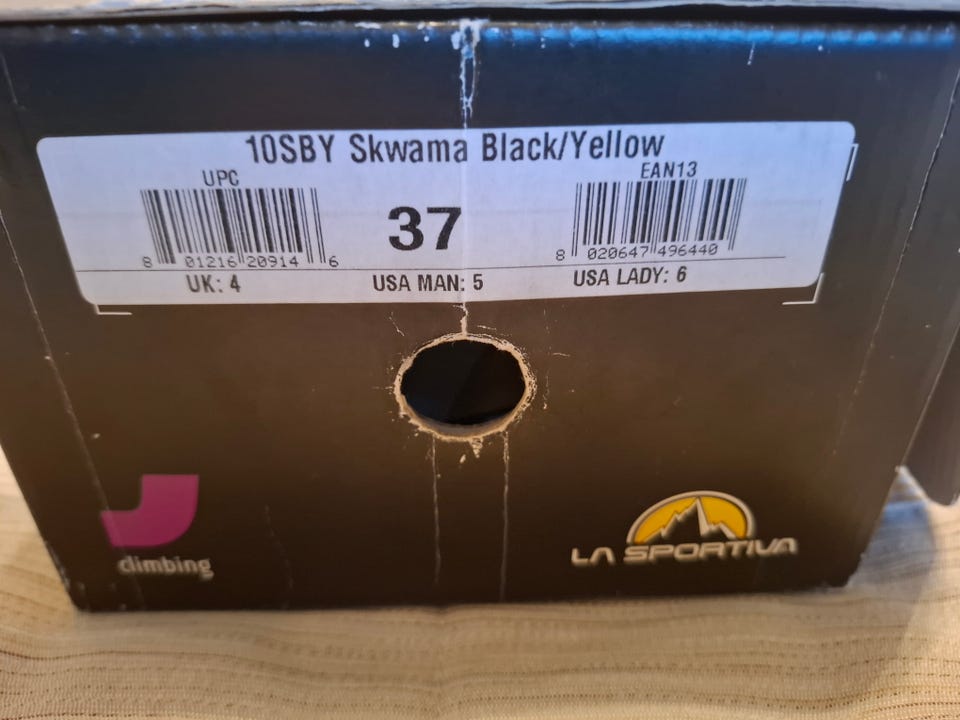 10SBY Skwama Black/Yellow
UPC
EAN13
37
8 01216 20914 6
8 020647 496440
UK: 4 USA MAN: 5 USA LADY: 6
climbing
LA SPORTIVA